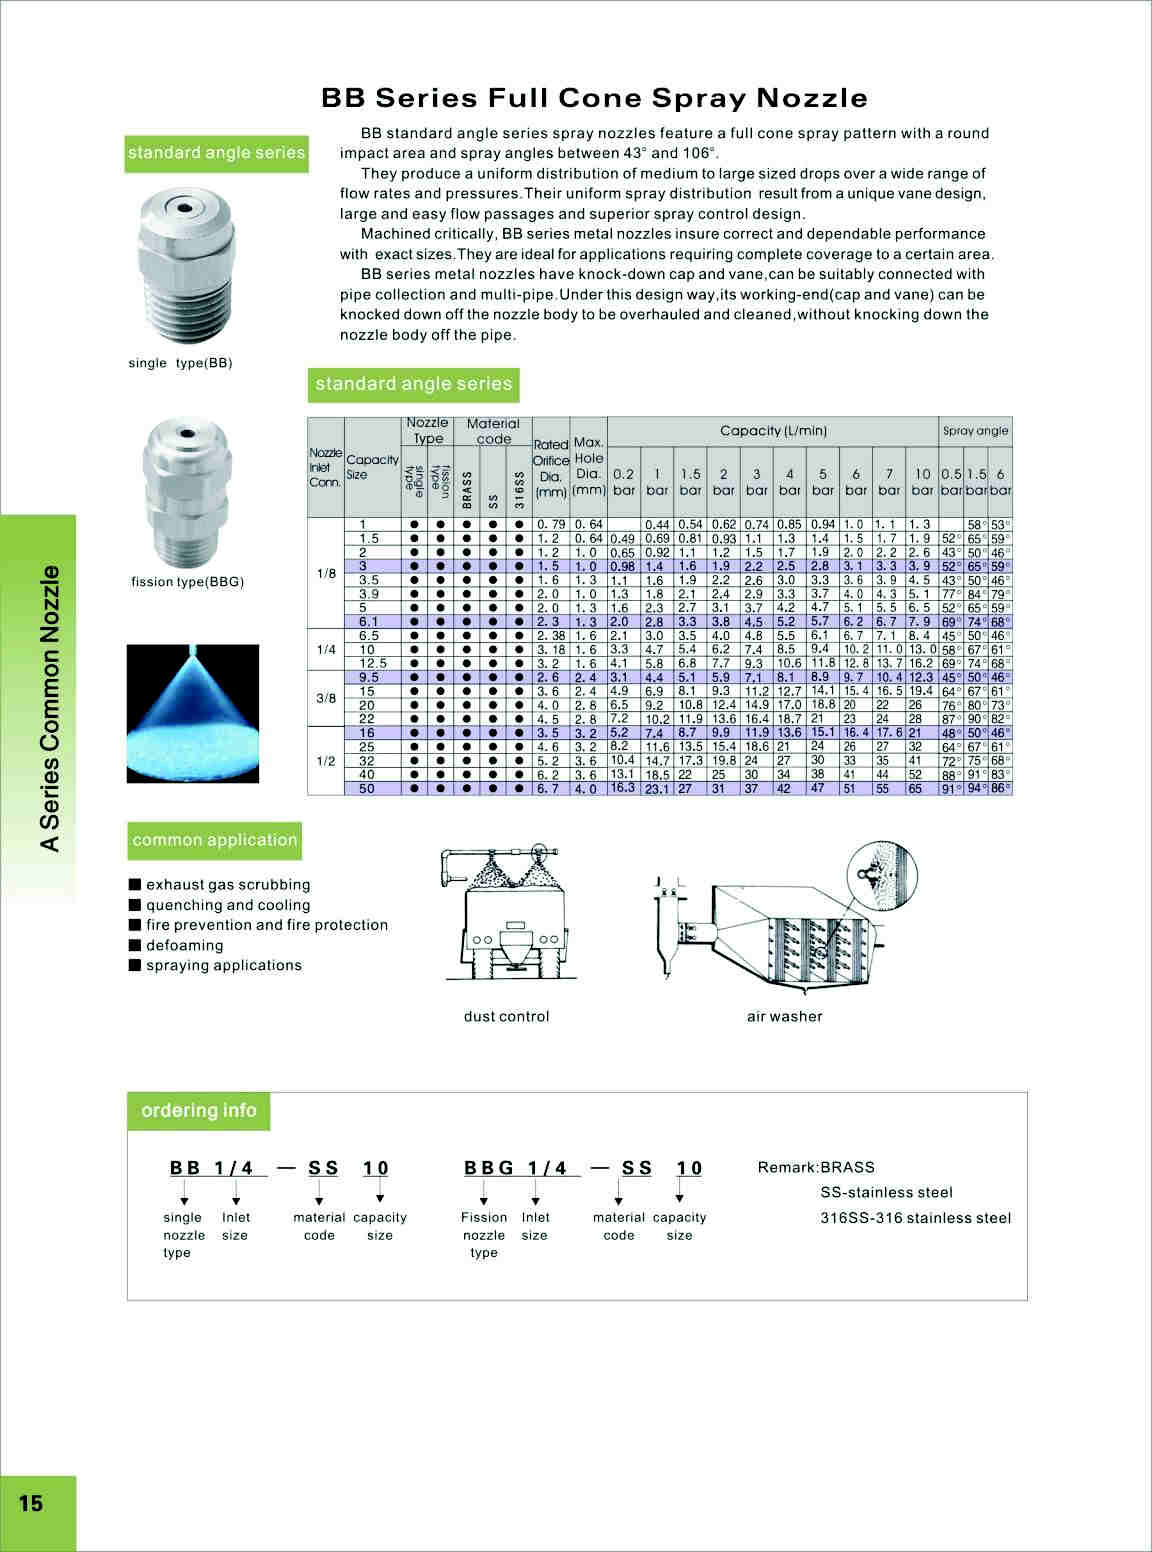 BB Series Full Cone Spray Nozzle
standard angle series
BB standard angle series spray nozzles feature a full cone spray pattern with a round
impact area and spray angles between 43° and 106°.
They produce a uniform distribution of medium to large sized drops over a wide range of
flow rates and pressures.Their uniform spray distribution result from a unique vane design,
large and easy flow passages and superior spray control design.
Machined critically, BB series metal nozzles insure correct and dependable performance
with exact sizes.They are ideal for applications requiring complete coverage to a certain area.
BB series metal nozzles have knock-down cap and vane,can be suitably connected with
pipe collection and multi-pipe.Under this design way,its working-end(cap and vane) can be
knocked down off the nozzle body to be overhauled and cleaned,without knocking down the
nozzle body off the pipe.
single type(BB)
fission type(BBG)
standard angle series
Nozzle Inlet Conn. Capacity Size Nozzle Type Material code Rated Orifice Dia. (mm) Max. Hole Dia. (mm) Capacity (L/min) Spray angle
single type fission type BRASS SS 316SS 0.2 bar 1 bar 1.5 bar 2 bar 3 bar 4 bar 5 bar 6 bar 7 bar 10 bar 0.5 bar 1.5 bar 6 bar
1/8
1 ● ● ● ● ● 0.79 0.64 0.44 0.54 0.62 0.74 0.85 0.94 1.0 1.1 1.3 58° 53°
1.5 ● ● ● ● ● 1.2 0.64 0.49 0.69 0.81 0.93 1.1 1.3 1.4 1.5 1.7 1.9 52° 65° 59°
2 ● ● ● ● ● 1.2 1.0 0.65 0.92 1.1 1.2 1.5 1.7 1.9 2.0 2.2 2.6 43° 50° 46°
3 ● ● ● ● ● 1.5 1.0 0.98 1.4 1.6 1.9 2.2 2.5 2.8 3.1 3.3 3.9 52° 65° 59°
3.5 ● ● ● ● ● 1.6 1.3 1.1 1.6 1.9 2.2 2.6 3.0 3.3 3.6 3.9 4.5 43° 50° 46°
3.9 ● ● ● ● ● 2.0 1.0 1.3 1.8 2.1 2.4 2.9 3.3 3.7 4.0 4.3 5.1 77° 84° 79°
5 ● ● ● ● ● 2.0 1.3 1.6 2.3 2.7 3.1 3.7 4.2 4.7 5.1 5.5 6.5 52° 65° 59°
6.1 ● ● ● ● ● 2.3 1.3 2.0 2.8 3.3 3.8 4.5 5.2 5.7 6.2 6.7 7.9 69° 74° 68°
1/4
6.5 ● ● ● ● ● 2.38 1.6 2.1 3.0 3.5 4.0 4.8 5.5 6.1 6.7 7.1 8.4 45° 50° 46°
10 ● ● ● ● ● 3.18 1.6 3.3 4.7 5.4 6.2 7.4 8.5 9.4 10.2 11.0 13.0 58° 67° 61°
12.5 ● ● ● ● ● 3.2 1.6 4.1 5.8 6.8 7.7 9.3 10.6 11.8 12.8 13.7 16.2 69° 74° 68°
3/8
9.5 ● ● ● ● ● 2.6 2.4 3.1 4.4 5.1 5.9 7.1 8.1 8.9 9.7 10.4 12.3 45° 50° 46°
15 ● ● ● ● ● 3.6 2.4 4.9 6.9 8.1 9.3 11.2 12.7 14.1 15.4 16.5 19.4 64° 67° 61°
20 ● ● ● ● ● 4.0 2.8 6.5 9.2 10.8 12.4 14.9 17.0 18.8 20 22 26 76° 80° 73°
22 ● ● ● ● ● 4.5 2.8 7.2 10.2 11.9 13.6 16.4 18.7 21 23 24 28 87° 90° 82°
1/2
16 ● ● ● ● ● 3.5 3.2 5.2 7.4 8.7 9.9 11.9 13.6 15.1 16.4 17.6 21 48° 50° 46°
25 ● ● ● ● ● 4.6 3.2 8.2 11.6 13.5 15.4 18.6 21 24 26 27 32 64° 67° 61°
32 ● ● ● ● ● 5.2 3.6 10.4 14.7 17.3 19.8 24 27 30 33 35 41 72° 75° 68°
40 ● ● ● ● ● 6.2 3.6 13.1 18.5 22 25 30 34 38 41 44 52 88° 91° 83°
50 ● ● ● ● ● 6.7 4.0 16.3 23.1 27 31 37 42 47 51 55 65 91° 94° 86°
A Series Common Nozzle
common application
■ exhaust gas scrubbing
■ quenching and cooling
■ fire prevention and fire protection
■ defoaming
■ spraying applications
dust control
air washer
ordering info
BB 1/4 — SS 10
single nozzle type
Inlet size
material code
capacity size
BBG 1/4 — SS 10
Fission nozzle type
Inlet size
material code
capacity size
Remark:BRASS
SS-stainless steel
316SS-316 stainless steel
15